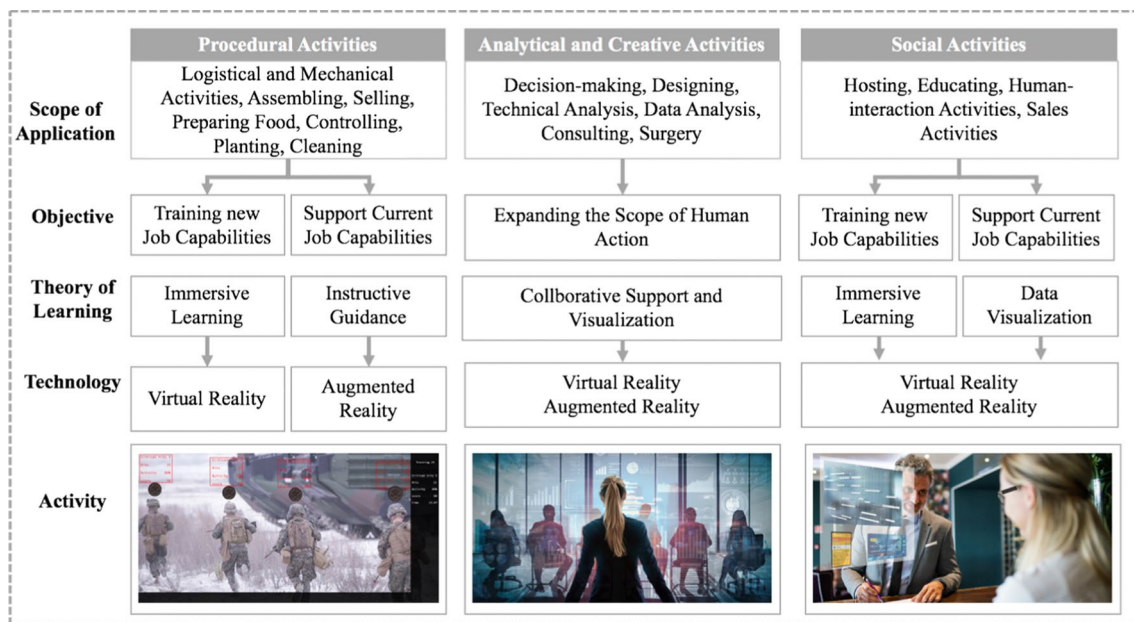 Procedural Activities
Analytical and Creative Activities
Social Activities
Scope of
Application
Logistical and Mechanical
Activities, Assembling, Selling,
Preparing Food, Controlling,
Planting, Cleaning
Decision-making, Designing,
Technical Analysis, Data Analysis,
Consulting, Surgery
Hosting, Educating, Human-
interaction Activities, Sales
Activities
Objective
Training new
Job Capabilities
Support Current
Job Capabilities
Expanding the Scope of Human
Action
Training new
Job Capabilities
Support Current
Job Capabilities
Theory of
Learning
Immersive
Learning
Instructive
Guidance
Collborative Support and
Visualization
Immersive
Learning
Data
Visualization
Technology
Virtual Reality
Augmented
Reality
Virtual Reality
Augmented Reality
Virtual Reality
Augmented Reality
Activity